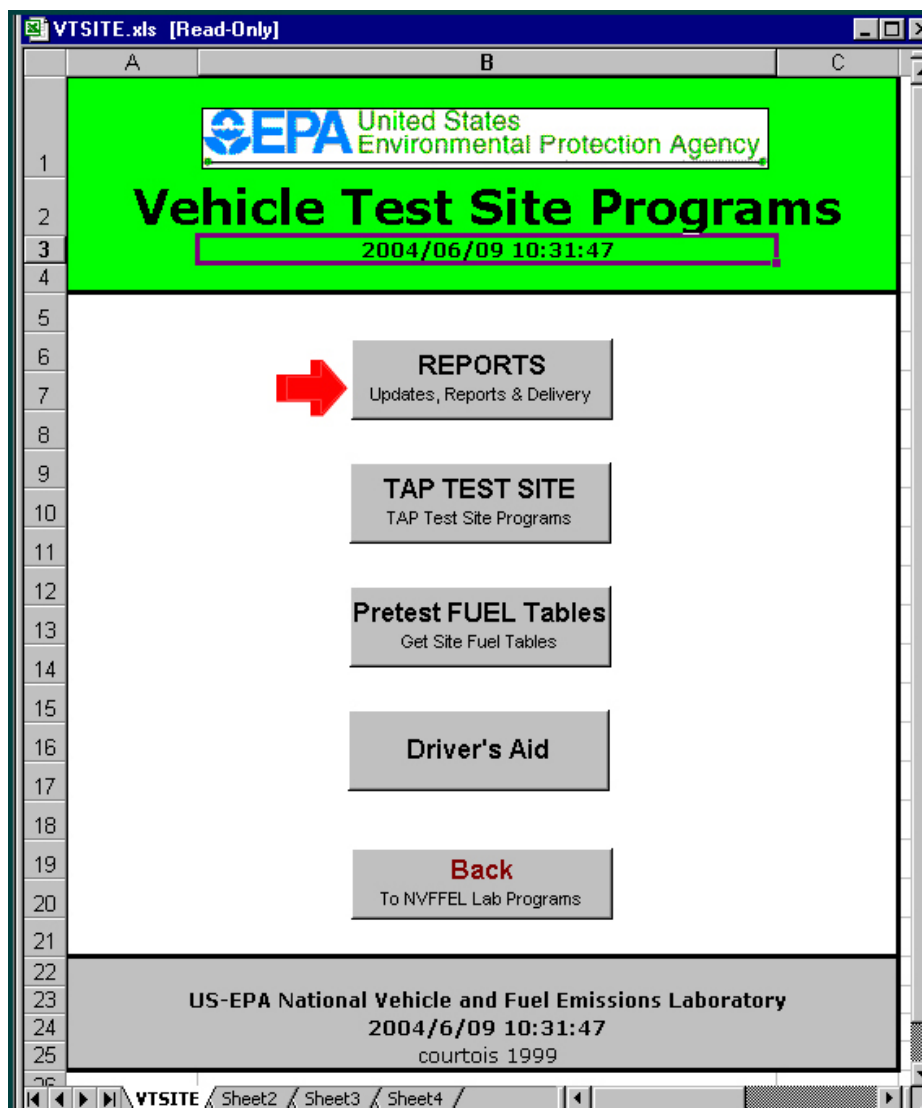 VTSITE.xls [Read-Only]
A B C
1
EPA United States
Environmental Protection Agency
2 Vehicle Test Site Programs
3 2004/06/09 10:31:47
4
5
6 REPORTS
7 Updates, Reports & Delivery
8
9 TAP TEST SITE
10 TAP Test Site Programs
11
12 Pretest FUEL Tables
13 Get Site Fuel Tables
14
15
16 Driver's Aid
17
18
19 Back
20 To NVFFEL Lab Programs
21
22
23 US-EPA National Vehicle and Fuel Emissions Laboratory
24 2004/6/09 10:31:47
25 courtois 1999
26
VTSITE Sheet2 Sheet3 Sheet4